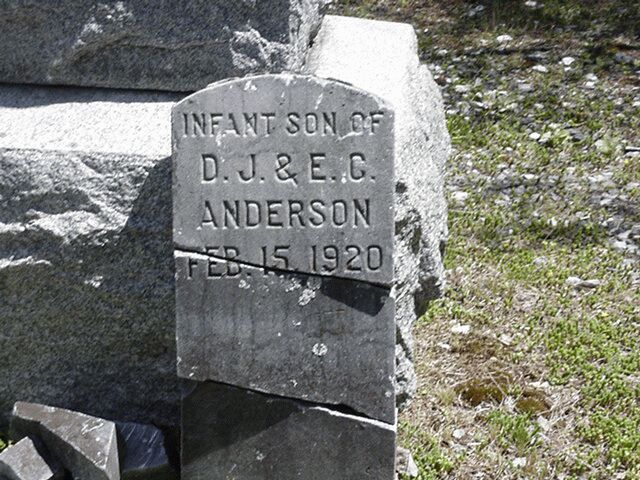 INFANT SON OF
D. J. & E. C.
ANDERSON
FEB. 15, 1920